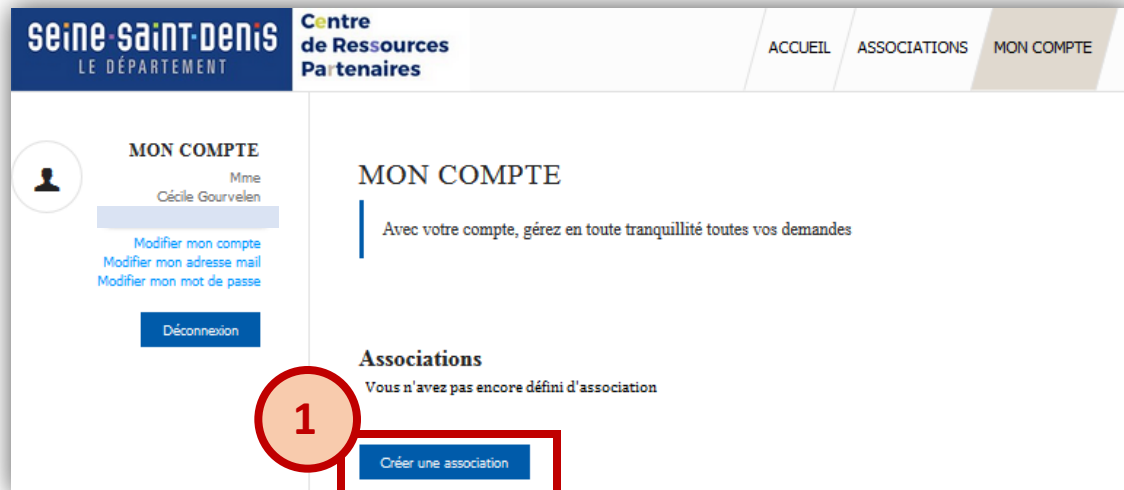 seine-saint-denis
LE DÉPARTEMENT
Centre
de Ressources
Partenaires
ACCUEIL
ASSOCIATIONS
MON COMPTE
MON COMPTE
Mme
Cécile Gourvelen
Modifier mon compte
Modifier mon adresse mail
Modifier mon mot de passe
Déconnexion
MON COMPTE
Avec votre compte, gérez en toute tranquillité toutes vos demandes
Associations
Vous n'avez pas encore défini d'association
1
Créer une association